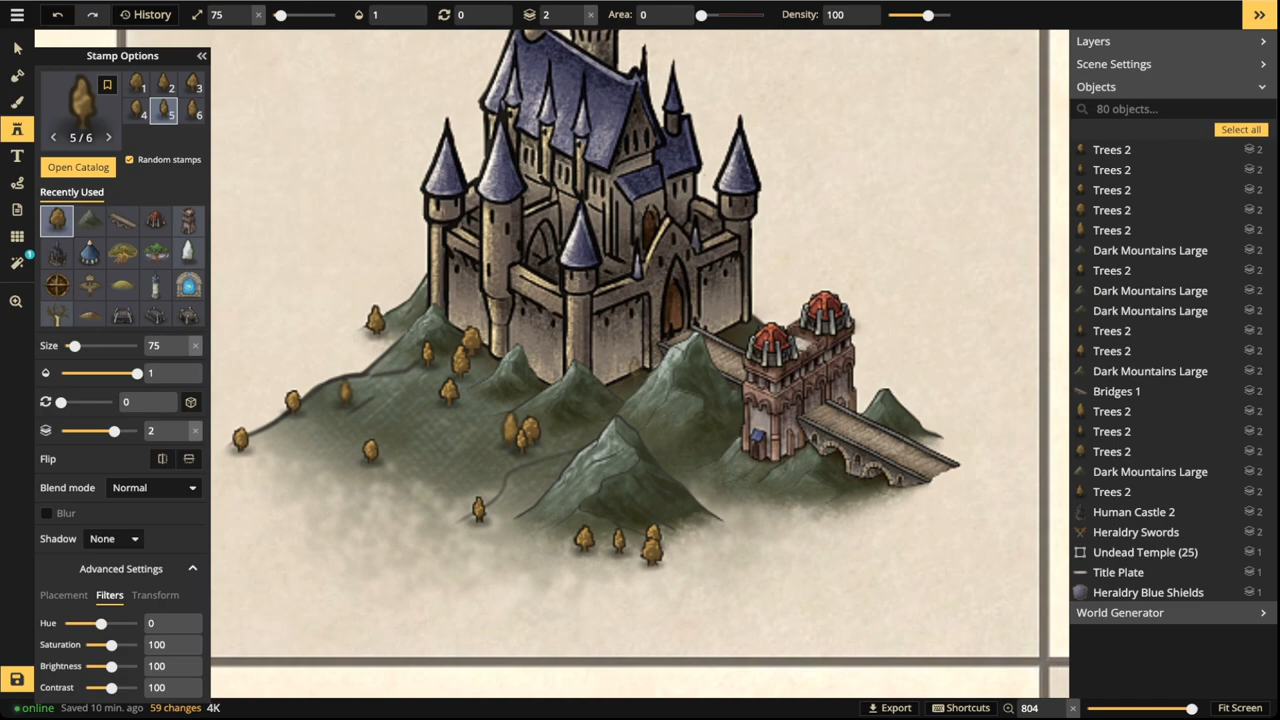 History 75 × 1 0 2 × Area: 0 Density: 100
Stamp Options
1 2 3
4 5 6
5 / 6
Open Catalog Random stamps
Recently Used
Size 75 ×
1
0
2 ×
Flip
Blend mode Normal
Blur
Shadow None
Advanced Settings
Placement Filters Transform
Hue 0
Saturation 100
Brightness 100
Contrast 100
Layers
Scene Settings
Objects
80 objects...
Select all
Trees 2 2
Trees 2 2
Trees 2 2
Trees 2 2
Trees 2 2
Dark Mountains Large 2
Trees 2 2
Dark Mountains Large 2
Dark Mountains Large 2
Trees 2 2
Trees 2 2
Dark Mountains Large 2
Bridges 1 2
Trees 2 2
Trees 2 2
Trees 2 2
Dark Mountains Large 2
Trees 2 2
Human Castle 2 2
Heraldry Swords 2
Undead Temple (25) 1
Title Plate 1
Heraldry Blue Shields 1
World Generator
1
online Saved 10 min. ago 59 changes 4K Export Shortcuts 804 × Fit Screen